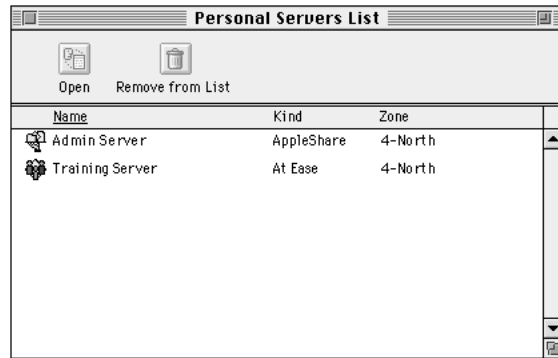 Personal Servers List
Open Remove from List
Name Kind Zone
Admin Server AppleShare 4-North
Training Server At Ease 4-North